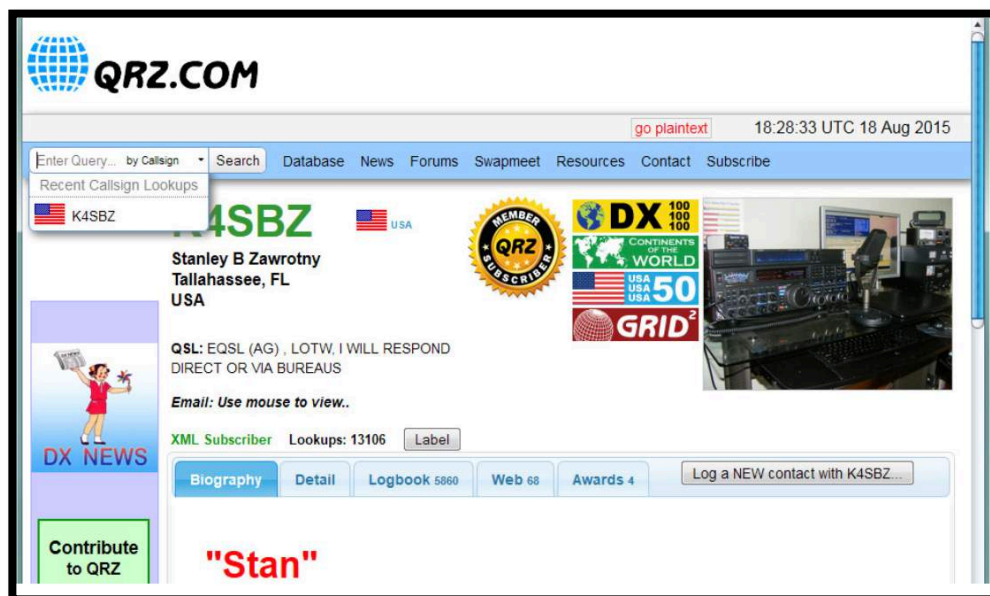 QRZ.COM
go plaintext
18:28:33 UTC 18 Aug 2015
Enter Query... by Callsign Search Database News Forums Swapmeet Resources Contact Subscribe
Recent Callsign Lookups
K4SBZ
4SBZ
USA
Stanley B Zawrotny
Tallahassee, FL
USA
QSL: EQSL (AG) , LOTW, I WILL RESPOND
DIRECT OR VIA BUREAUS
Email: Use mouse to view..
XML Subscriber Lookups: 13106 Label
MEMBER
QRZ
SUBSCRIBER
DX 100
100
100
CONTINENTS
OF THE
WORLD
USA
USA
USA 50
GRID²
DX NEWS
Biography Detail Logbook 5860 Web 68 Awards 4 Log a NEW contact with K4SBZ...
Contribute
to QRZ
"Stan"